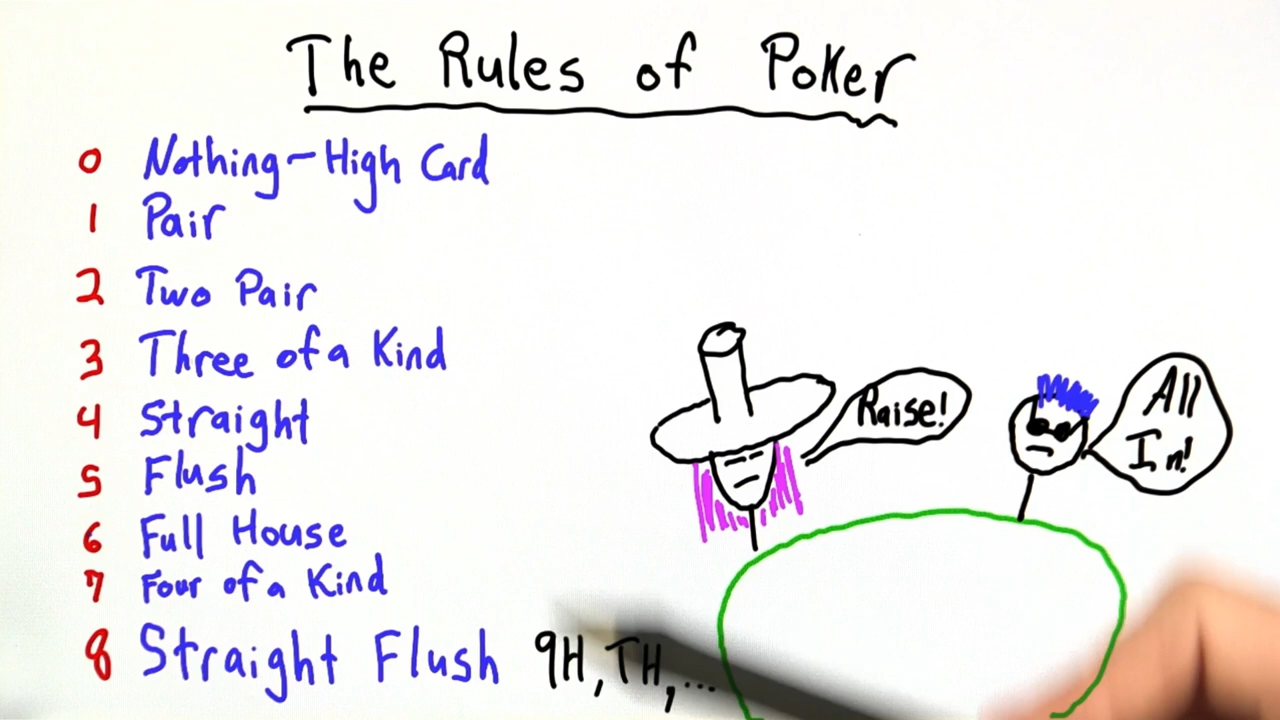 The Rules of Poker
0 Nothing-High Card
1 Pair
2 Two Pair
3 Three of a Kind
4 Straight
5 Flush
6 Full House
7 Four of a Kind
8 Straight Flush 9H, TH, ...
Raise!
All
In!